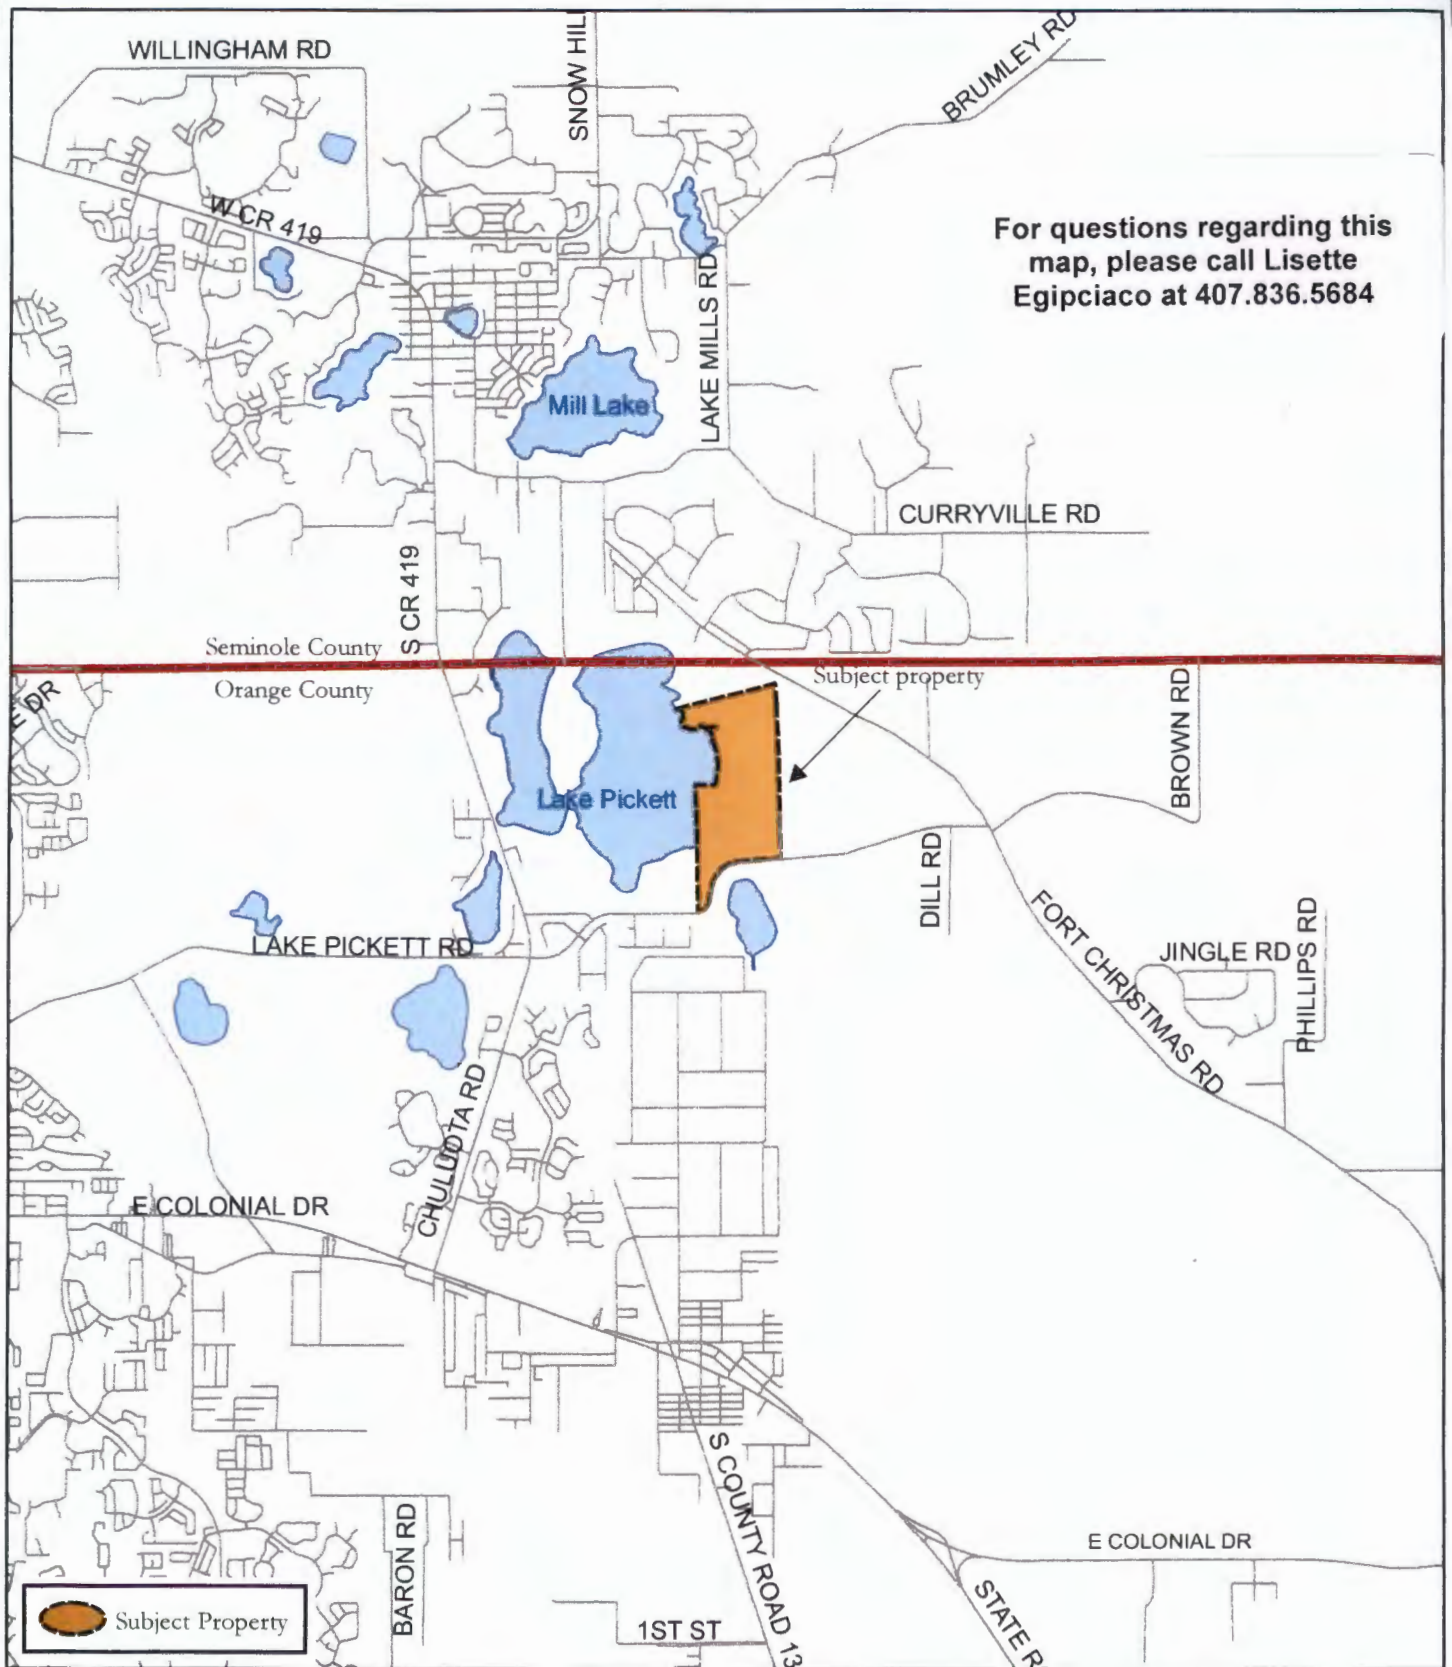 WILLINGHAM RD
SNOW HIL
BRUMLEY RD
W CR 419
For questions regarding this
map, please call Lisette
Egipciaco at 407.836.5684
LAKE MILLS RD
Mill Lake
CURRYVILLE RD
S CR 419
Seminole County
Orange County
Subject property
E DR
BROWN RD
Lake Pickett
DILL RD
FORT CHRISTMAS RD
JINGLE RD
PHILLIPS RD
LAKE PICKETT RD
CHULUOTA RD
E COLONIAL DR
S COUNTY ROAD 13
E COLONIAL DR
BARON RD
STATE R
1ST ST
Subject Property